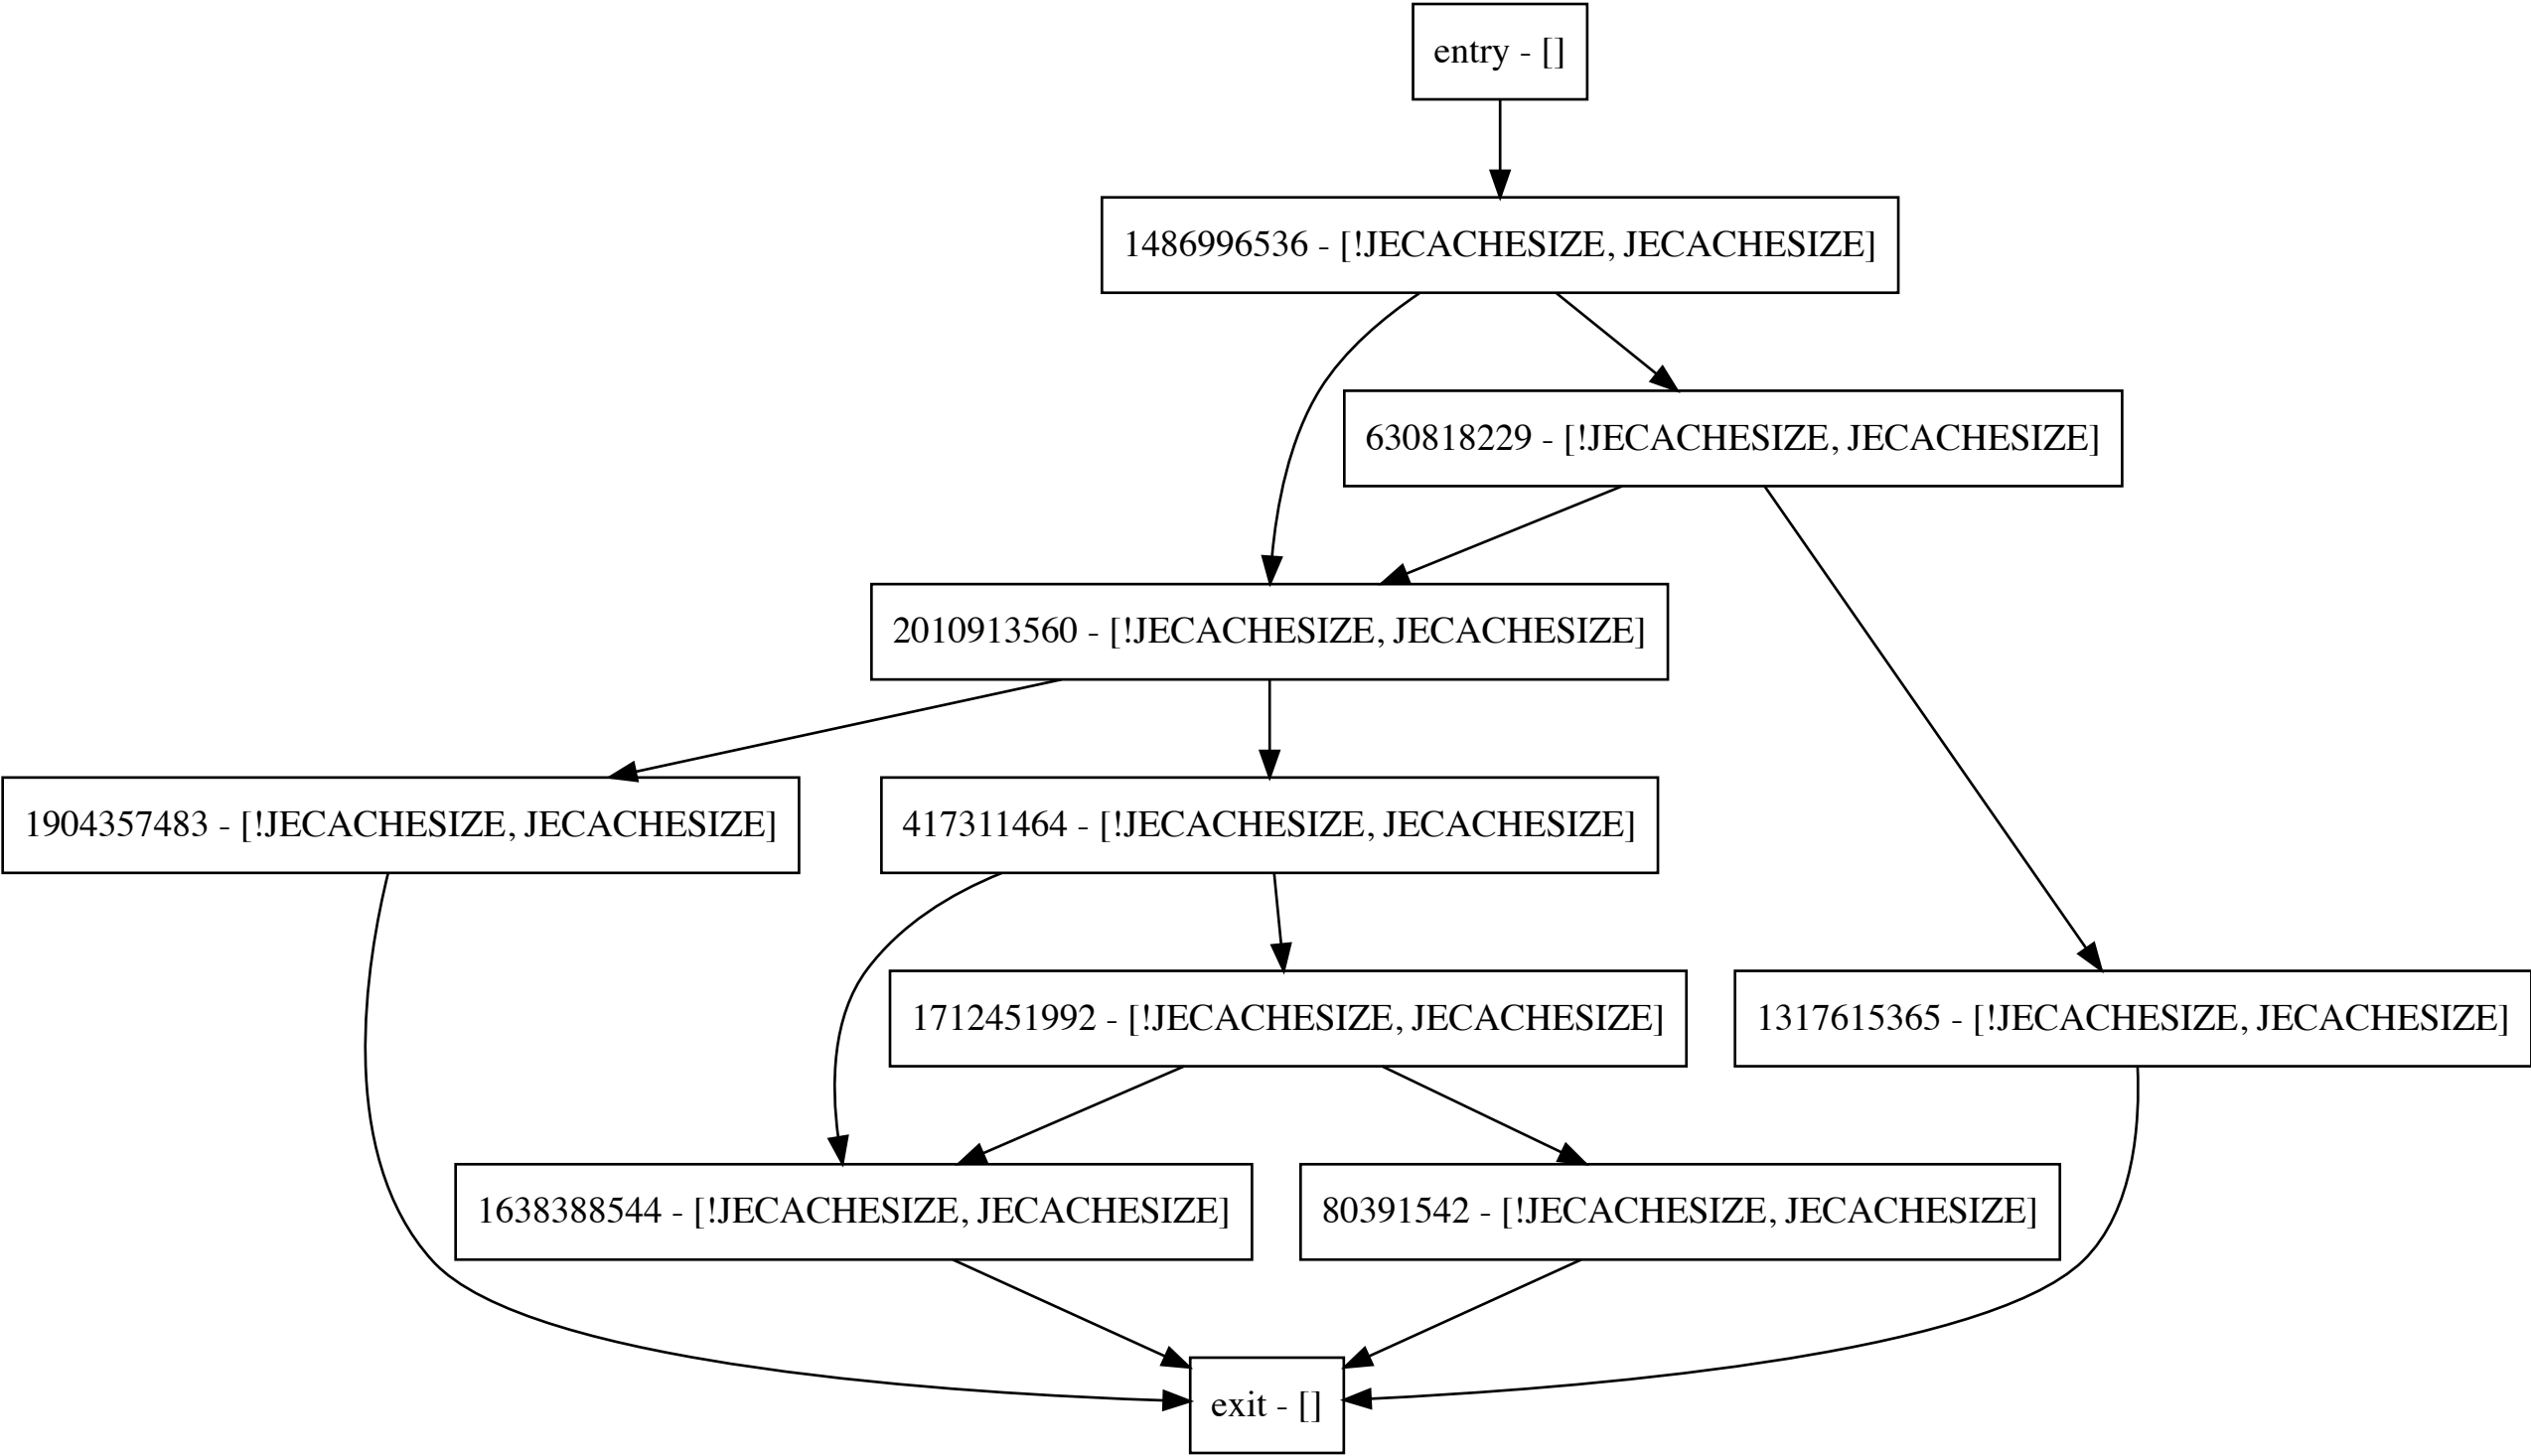 entry - []
1486996536 - [!JECACHESIZE, JECACHESIZE]
630818229 - [!JECACHESIZE, JECACHESIZE]
2010913560 - [!JECACHESIZE, JECACHESIZE]
1904357483 - [!JECACHESIZE, JECACHESIZE]
417311464 - [!JECACHESIZE, JECACHESIZE]
1712451992 - [!JECACHESIZE, JECACHESIZE]
1317615365 - [!JECACHESIZE, JECACHESIZE]
1638388544 - [!JECACHESIZE, JECACHESIZE]
80391542 - [!JECACHESIZE, JECACHESIZE]
exit - []